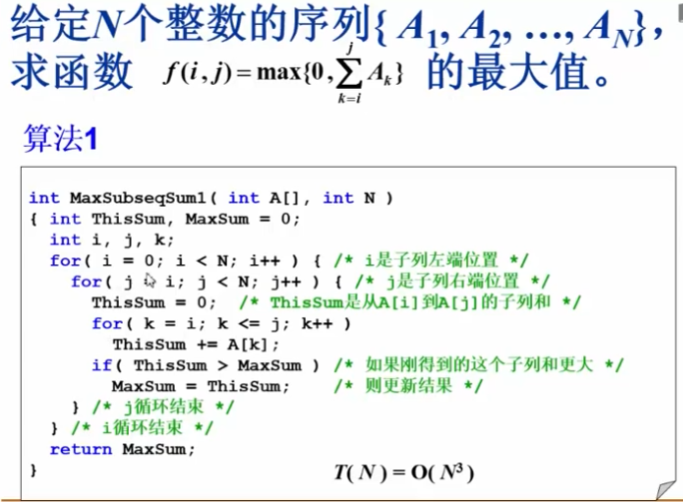 给定N个整数的序列{ A₁, A₂, …, A_N},
求函数 f(i,j)=max{0,∑_{k=i}^{j} A_k} 的最大值。
算法1
int MaxSubseqSum1( int A[], int N )
{ int ThisSum, MaxSum = 0;
int i, j, k;
for( i = 0; i < N; i++ ) { /* i是子列左端位置 */
for( j i; j < N; j++ ) { /* j是子列右端位置 */
ThisSum = 0; /* ThisSum是从A[i]到A[j]的子列和 */
for( k = i; k <= j; k++ )
ThisSum += A[k];
if( ThisSum > MaxSum ) /* 如果刚得到的这个子列和更大 */
MaxSum = ThisSum; /* 则更新结果 */
} /* j循环结束 */
} /* i循环结束 */
return MaxSum;
}
T(N)=O(N³)